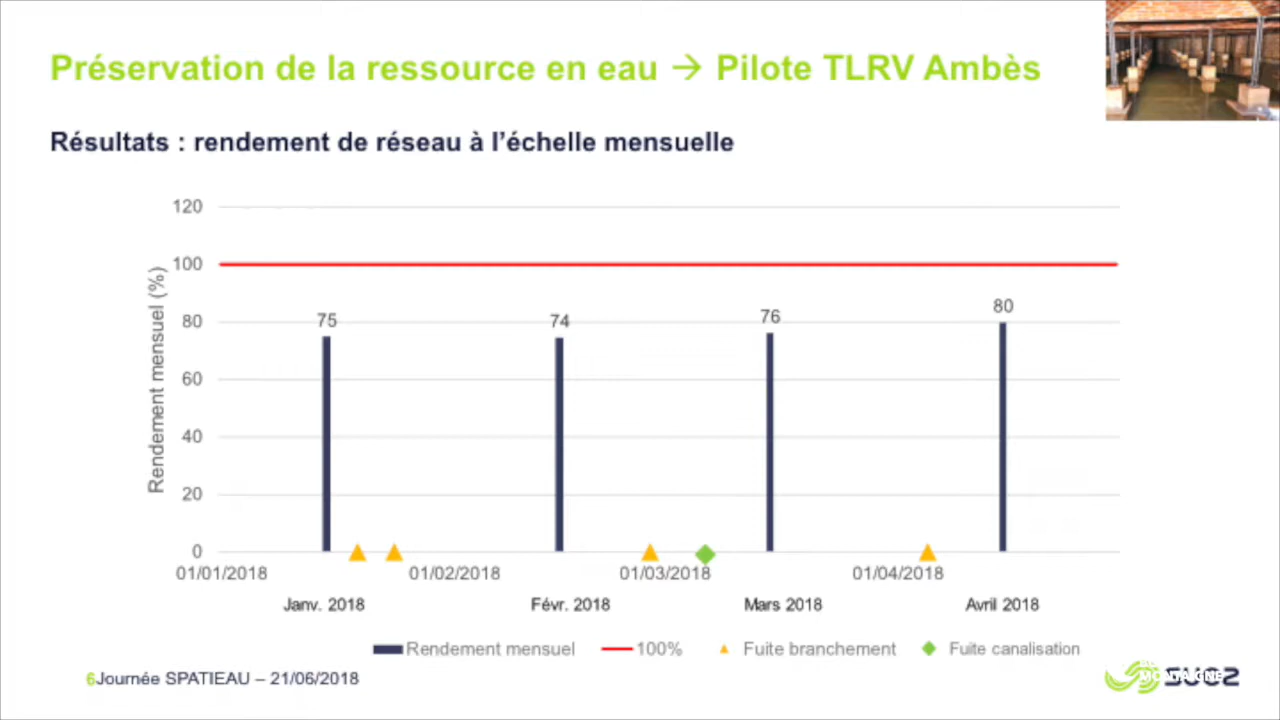 Préservation de la ressource en eau → Pilote TLRV Ambès
Résultats : rendement de réseau à l'échelle mensuelle
Rendement mensuel (%)
120
100
80
60
40
20
0
75
74
76
80
01/01/2018
01/02/2018
01/03/2018
01/04/2018
Janv. 2018
Févr. 2018
Mars 2018
Avril 2018
Rendement mensuel
100%
Fuite branchement
Fuite canalisation
6Journée SPATIEAU – 21/06/2018
suez
MONTAIGNE